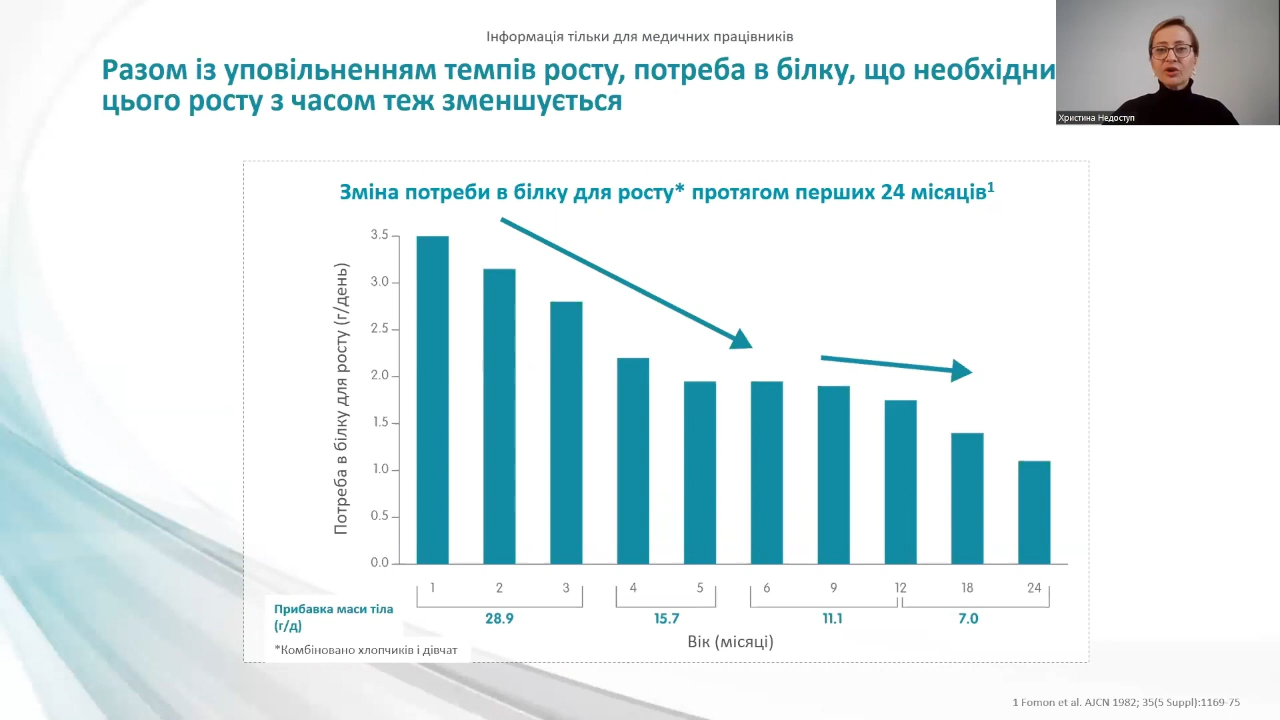 Інформація тільки для медичних працівників
Разом із уповільненням темпів росту, потреба в білку, що необхідни
цього росту з часом теж зменшується
Христина Недоступ
Зміна потреби в білку для росту* протягом перших 24 місяців1
Потреба в білку для росту (г/день)
3.5
3.0
2.5
2.0
1.5
1.0
0.5
0.0
1 2 3 4 5 6 9 12 18 24
Прибавка маси тіла
(г/д)
28.9 15.7 11.1 7.0
Вік (місяці)
*Комбіновано хлопчиків і дівчат
1 Fomon et al. AJCN 1982; 35(5 Suppl):1169-75